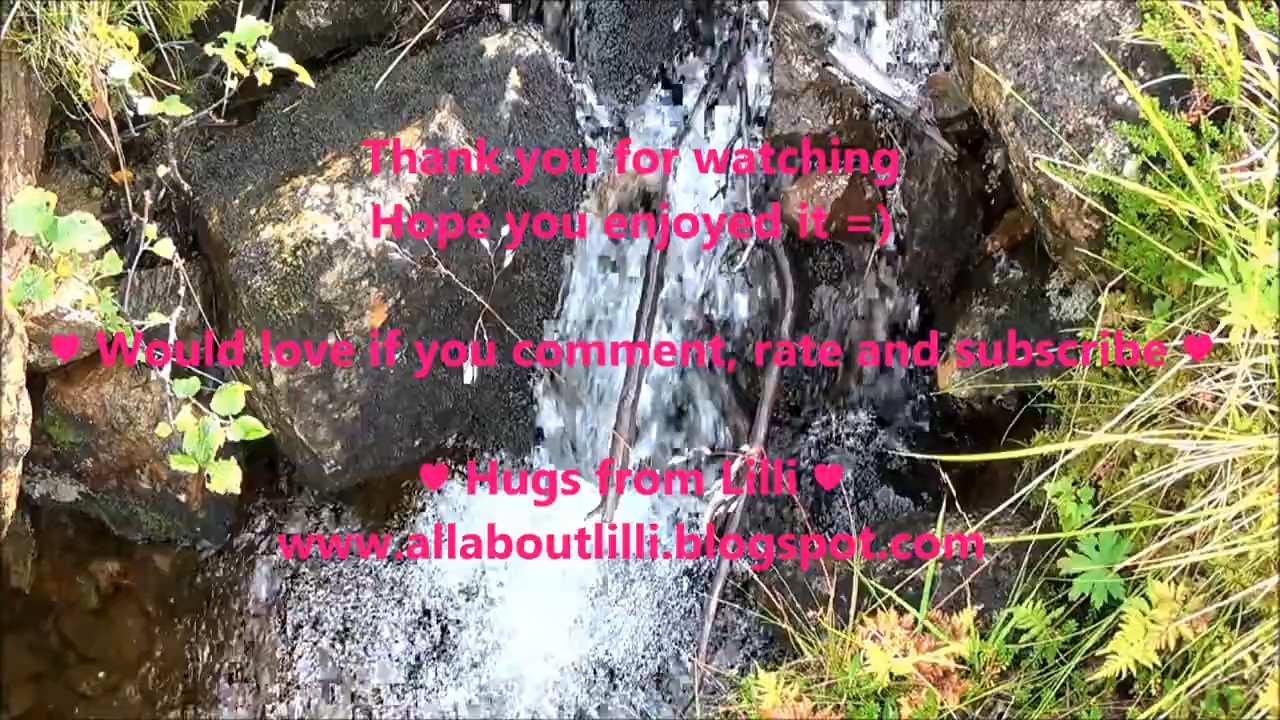 Thank you for watching
Hope you enjoyed it =)
♥ Would love if you comment, rate and subscribe ♥
♥ Hugs from Lilli ♥
www.allaboutlilli.blogspot.com